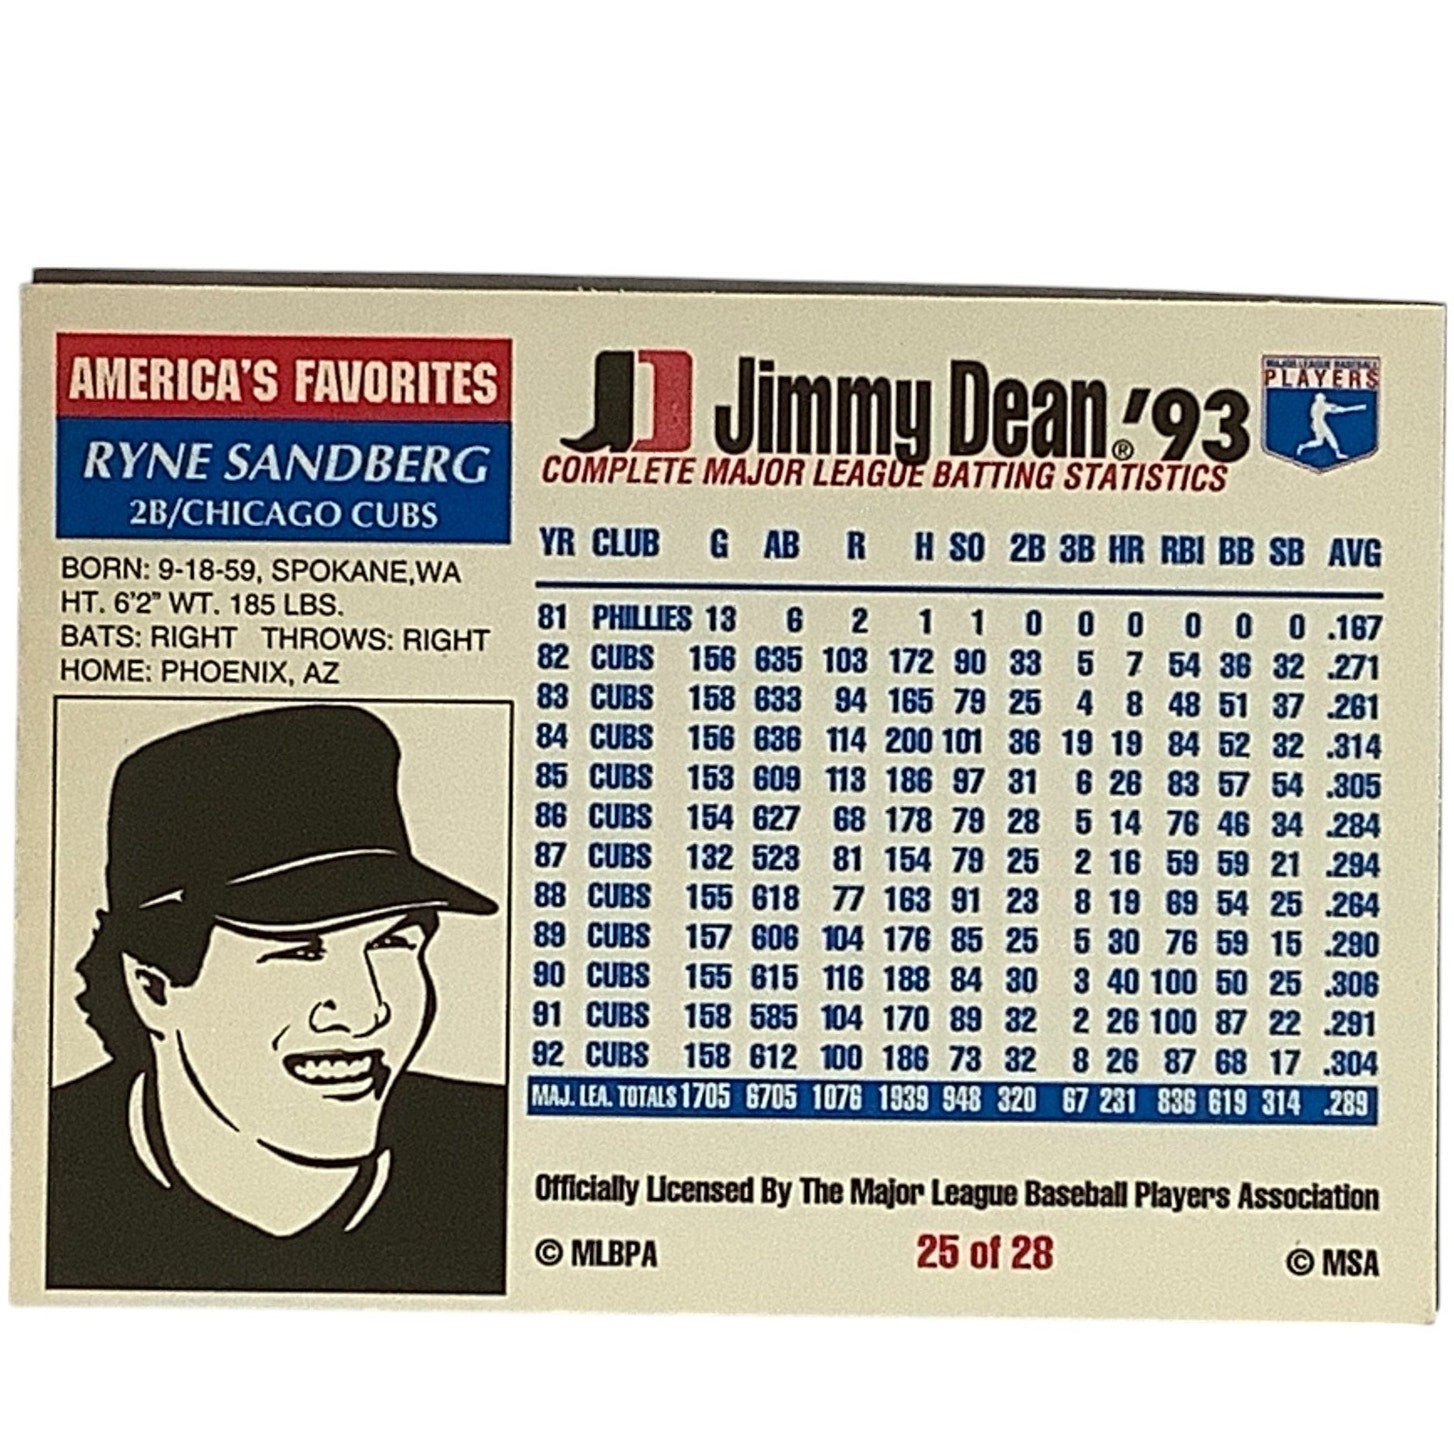 AMERICA'S FAVORITES
RYNE SANDBERG
2B/CHICAGO CUBS
BORN: 9-18-59, SPOKANE,WA
HT. 6'2" WT. 185 LBS.
BATS: RIGHT THROWS: RIGHT
HOME: PHOENIX, AZ
JD Jimmy Dean® '93
MAJOR LEAGUE BASEBALL
PLAYERS
COMPLETE MAJOR LEAGUE BATTING STATISTICS
YR CLUB G AB R H SO 2B 3B HR RBI BB SB AVG
81 PHILLIES 13 6 2 1 1 0 0 0 0 0 0 .167
82 CUBS 156 635 103 172 90 33 5 7 54 36 32 .271
83 CUBS 158 633 94 165 79 25 4 8 48 51 37 .261
84 CUBS 156 636 114 200 101 36 19 19 84 52 32 .314
85 CUBS 153 609 113 186 97 31 6 26 83 57 54 .305
86 CUBS 154 627 68 178 79 28 5 14 76 46 34 .284
87 CUBS 132 523 81 154 79 25 2 16 59 59 21 .294
88 CUBS 155 618 77 163 91 23 8 19 69 54 25 .264
89 CUBS 157 606 104 176 85 25 5 30 76 59 15 .290
90 CUBS 155 615 116 188 84 30 3 40 100 50 25 .306
91 CUBS 158 585 104 170 89 32 2 26 100 87 22 .291
92 CUBS 158 612 100 186 73 32 8 26 87 68 17 .304
MAJ. LEA. TOTALS 1705 6705 1076 1939 948 320 67 231 836 619 314 .289
Officially Licensed By The Major League Baseball Players Association
© MLBPA 25 of 28 © MSA